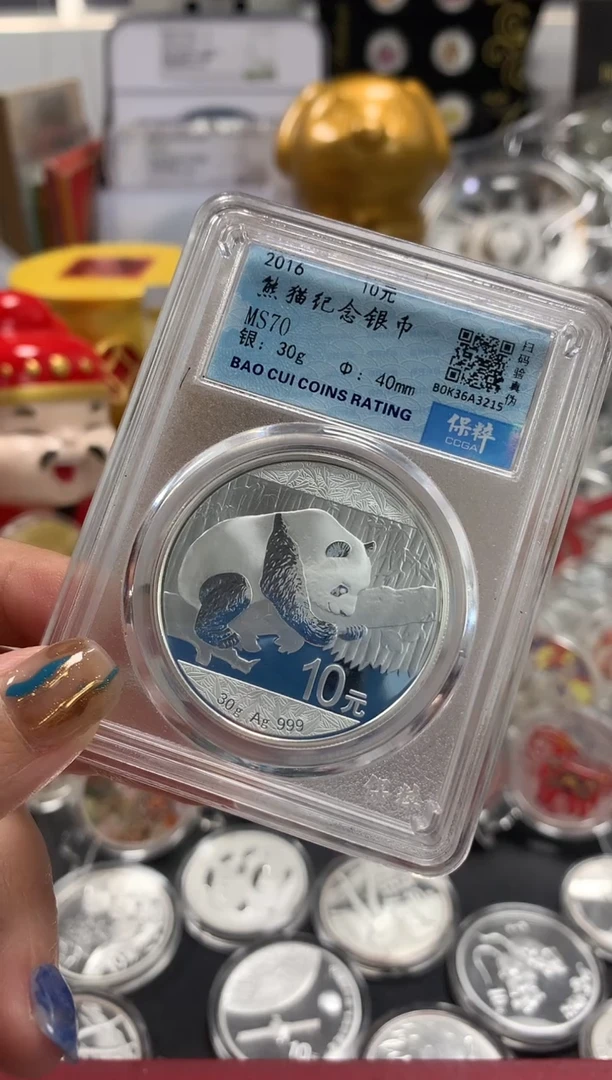 2016 10元
熊猫纪念银币
MS70
银：30g Φ：40mm
BAO CUI COINS RATING
扫码验真伪
B0K36A3215
保粹
CCGA
10元
30g Ag 999